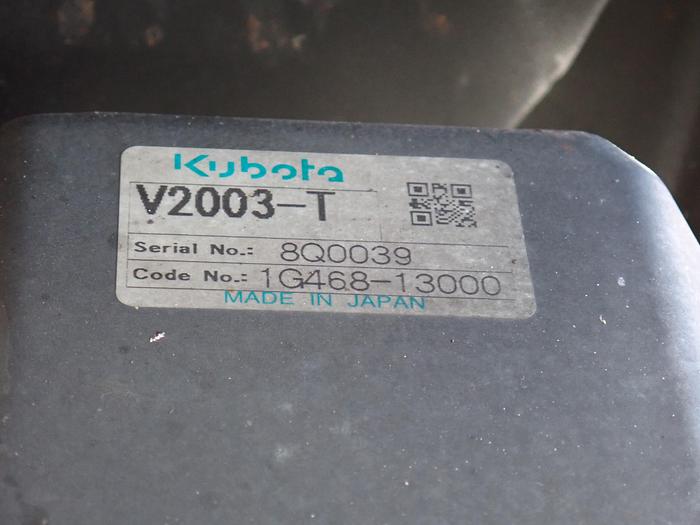 Kubota
V2003-T
Serial No.: 8Q0039
Code No.: 1G468-13000
MADE IN JAPAN